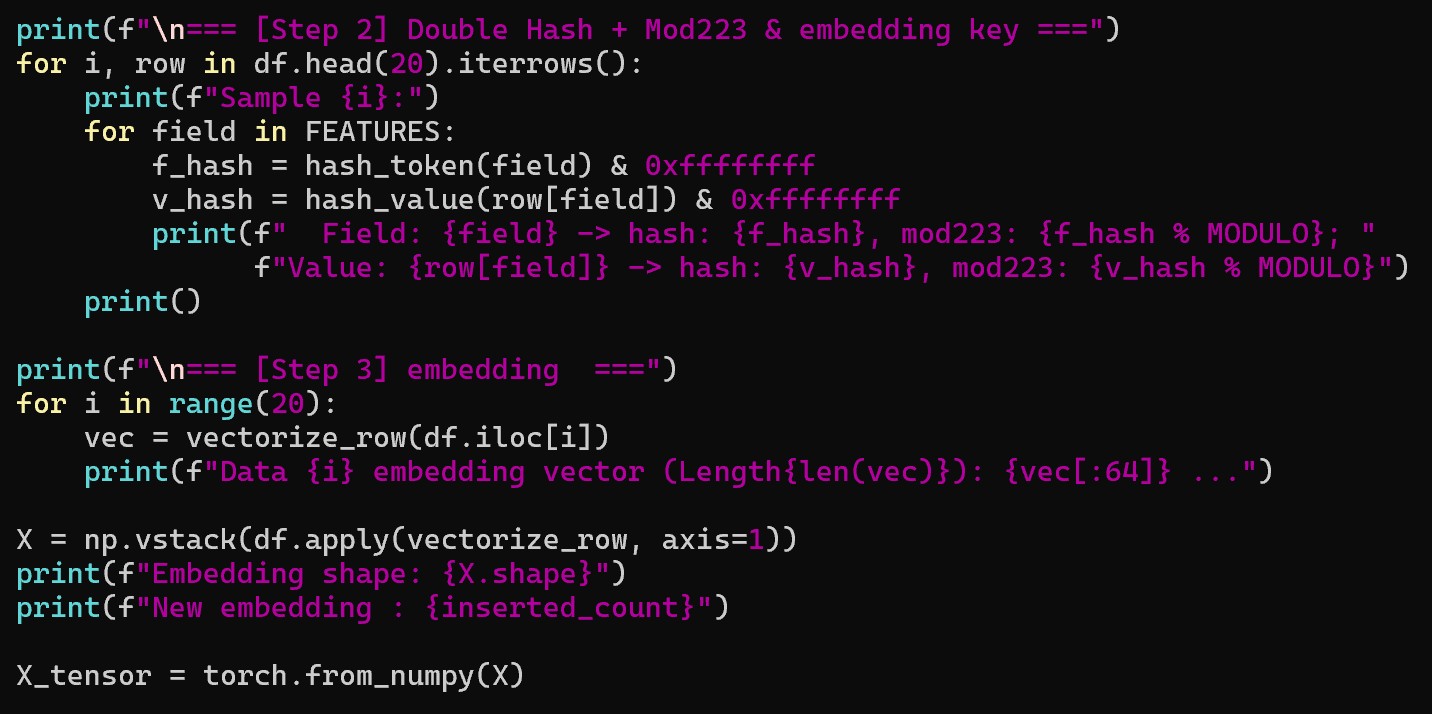 print(f"\n=== [Step 2] Double Hash + Mod223 & embedding key ===")
for i, row in df.head(20).iterrows():
    print(f"Sample {i}:")
    for field in FEATURES:
        f_hash = hash_token(field) & 0xffffffff
        v_hash = hash_value(row[field]) & 0xffffffff
        print(f"  Field: {field} -> hash: {f_hash}, mod223: {f_hash % MODULO}; "
              f"Value: {row[field]} -> hash: {v_hash}, mod223: {v_hash % MODULO}")
    print()

print(f"\n=== [Step 3] embedding  ===")
for i in range(20):
    vec = vectorize_row(df.iloc[i])
    print(f"Data {i} embedding vector (Length{len(vec)}): {vec[:64]} ...")

X = np.vstack(df.apply(vectorize_row, axis=1))
print(f"Embedding shape: {X.shape}")
print(f"New embedding : {inserted_count}")

X_tensor = torch.from_numpy(X)